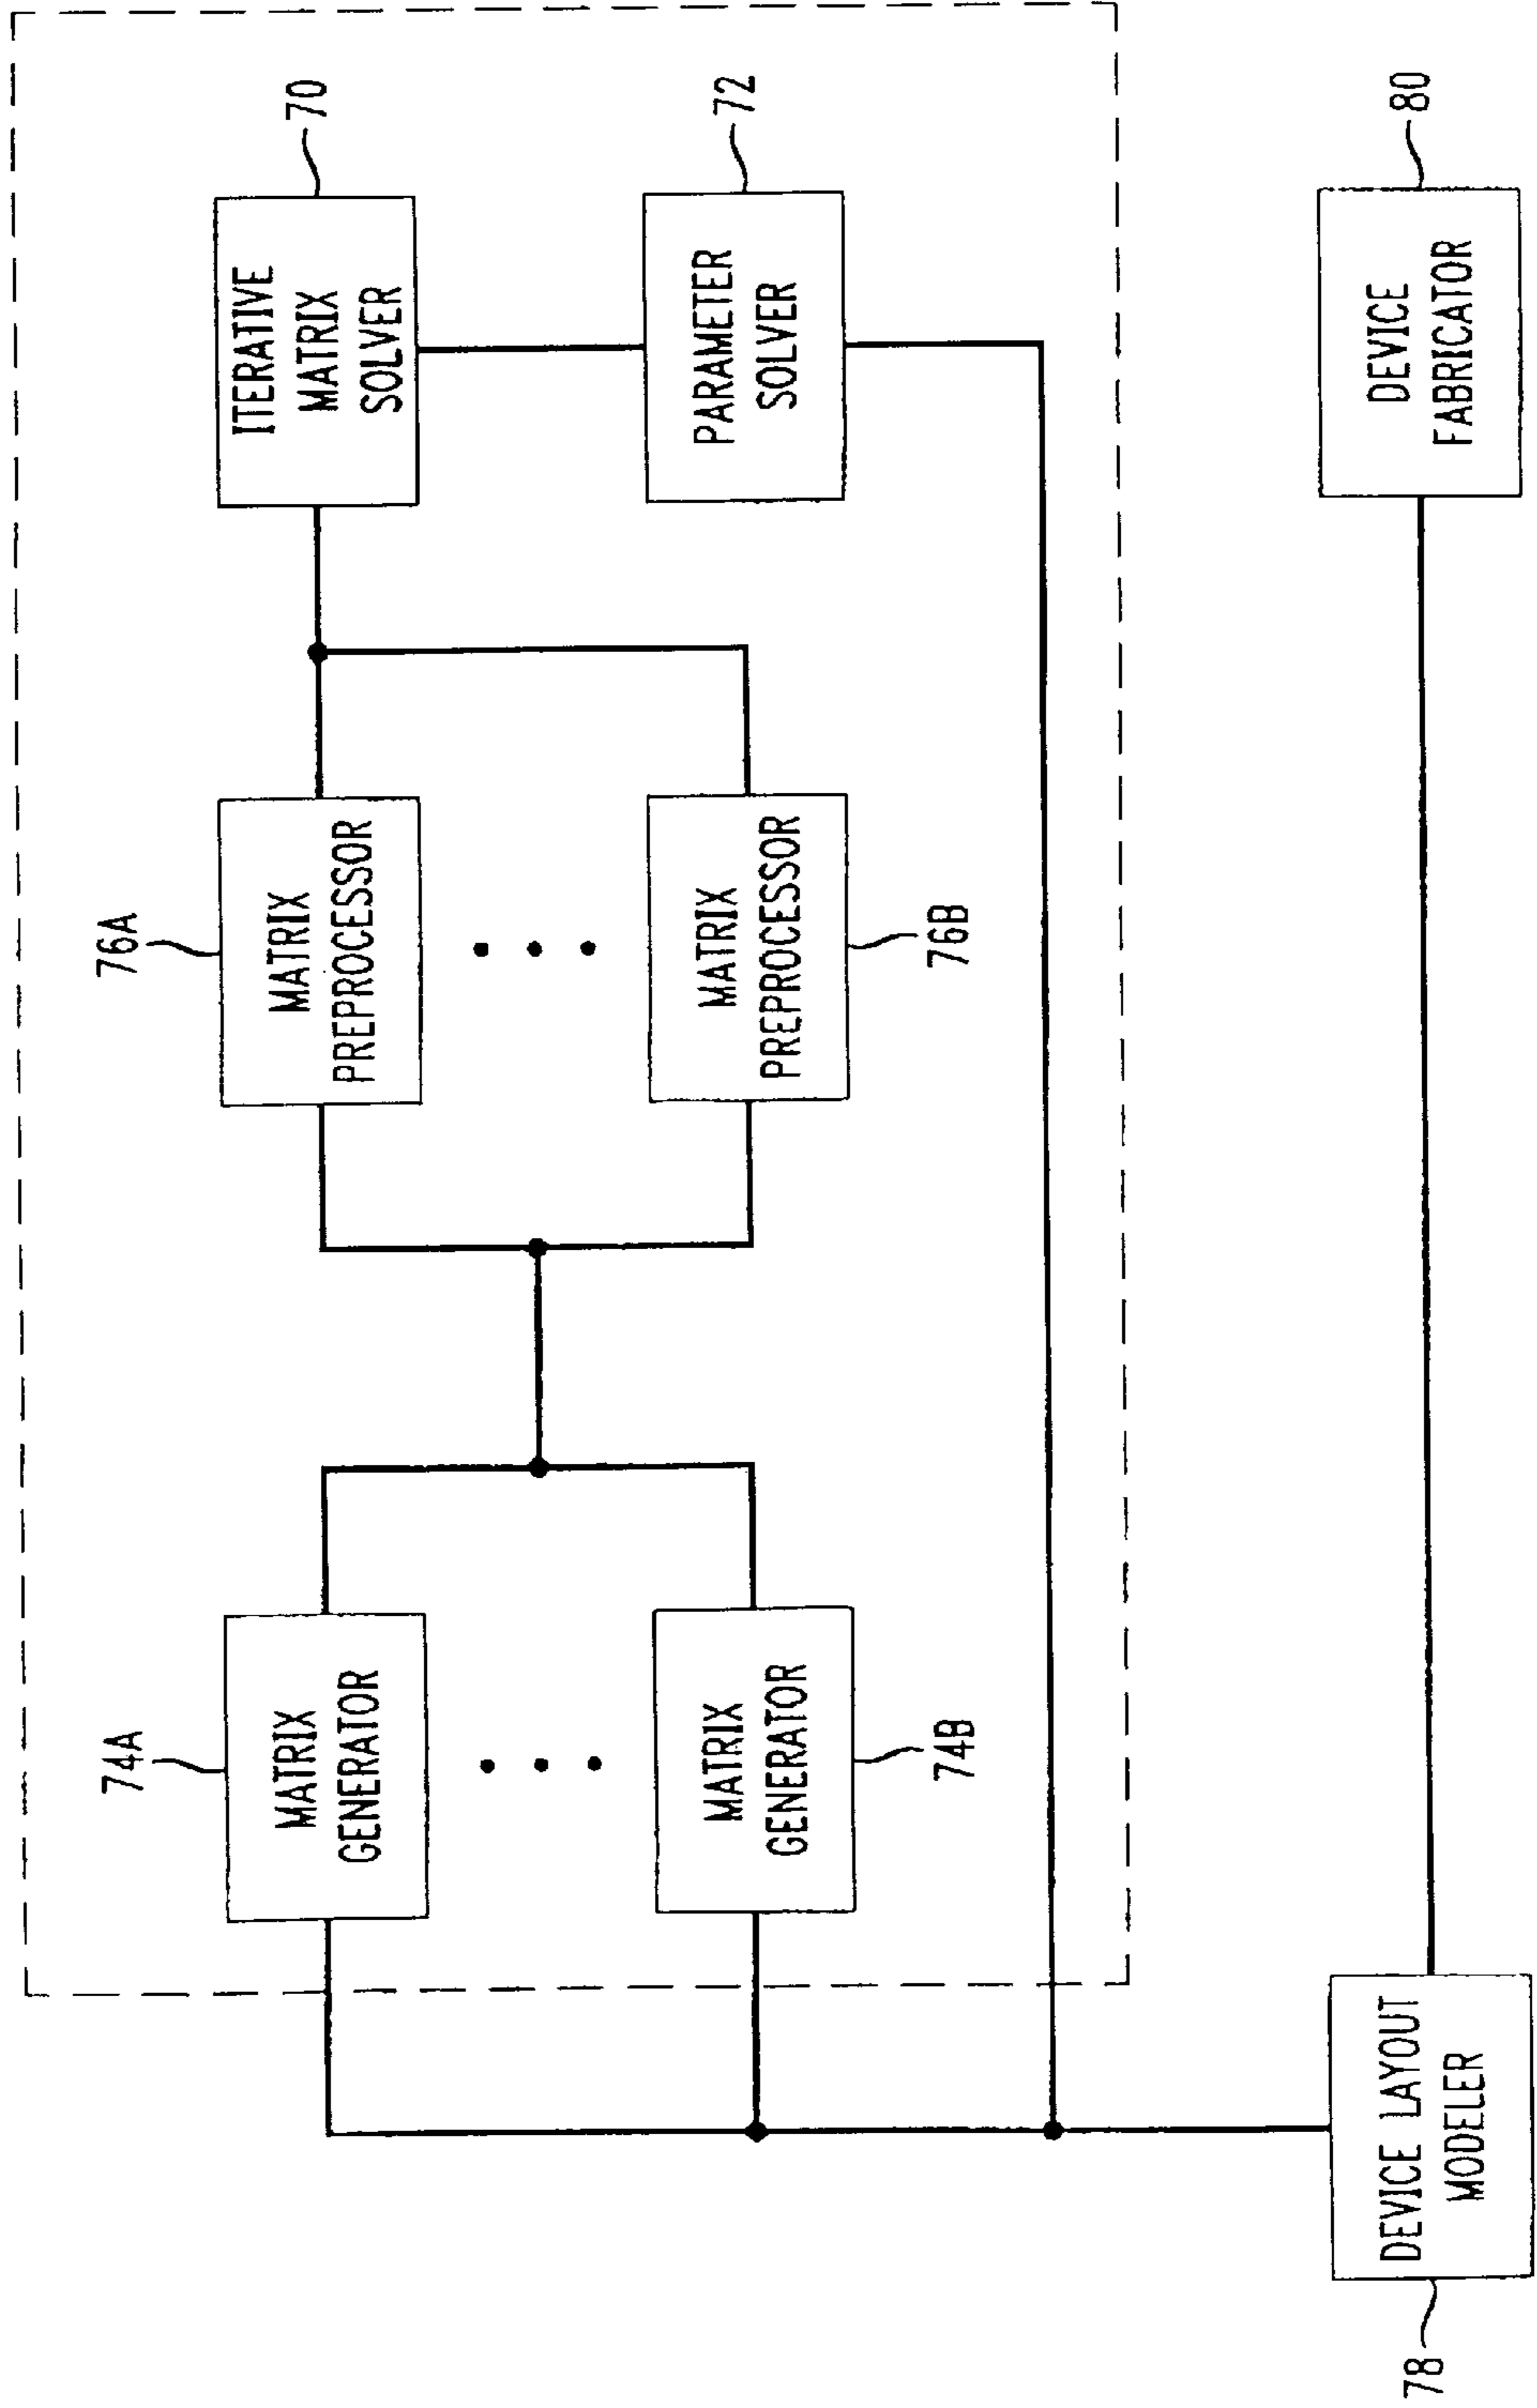 70
ITERATIVE
MATRIX
SOLVER
72
PARAMETER
SOLVER
76A
MATRIX
PREPROCESSOR
76B
MATRIX
PREPROCESSOR
74A
MATRIX
GENERATOR
74B
MATRIX
GENERATOR
78
DEVICE LAYOUT
MODELER
80
DEVICE
FABRICATOR